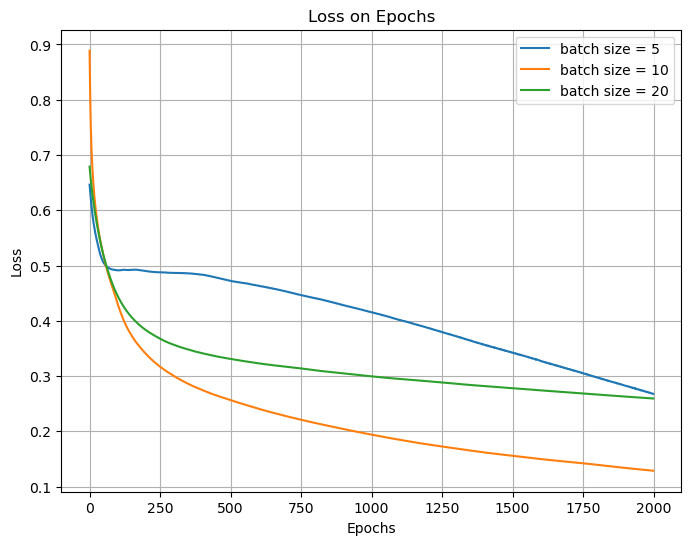 Loss on Epochs
batch size = 5
batch size = 10
batch size = 20
Loss
0.9
0.8
0.7
0.6
0.5
0.4
0.3
0.2
0.1
0 250 500 750 1000 1250 1500 1750 2000
Epochs